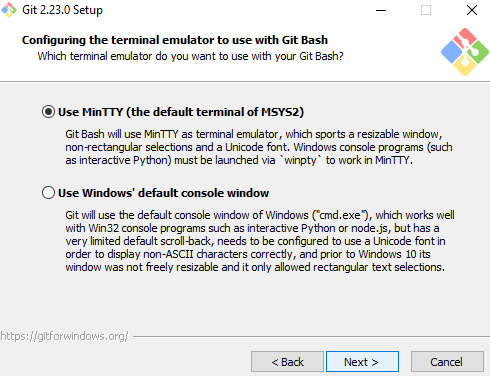 Git 2.23.0 Setup
Configuring the terminal emulator to use with Git Bash
Which terminal emulator do you want to use with your Git Bash?
Use MinTTY (the default terminal of MSYS2)
Git Bash will use MinTTY as terminal emulator, which sports a resizable window,
non-rectangular selections and a Unicode font. Windows console programs (such
as interactive Python) must be launched via `winpty` to work in MinTTY.
Use Windows' default console window
Git will use the default console window of Windows ("cmd.exe"), which works well
with Win32 console programs such as interactive Python or node.js, but has a
very limited default scroll-back, needs to be configured to use a Unicode font in
order to display non-ASCII characters correctly, and prior to Windows 10 its
window was not freely resizable and it only allowed rectangular text selections.
https://gitforwindows.org/
< Back
Next >
Cancel